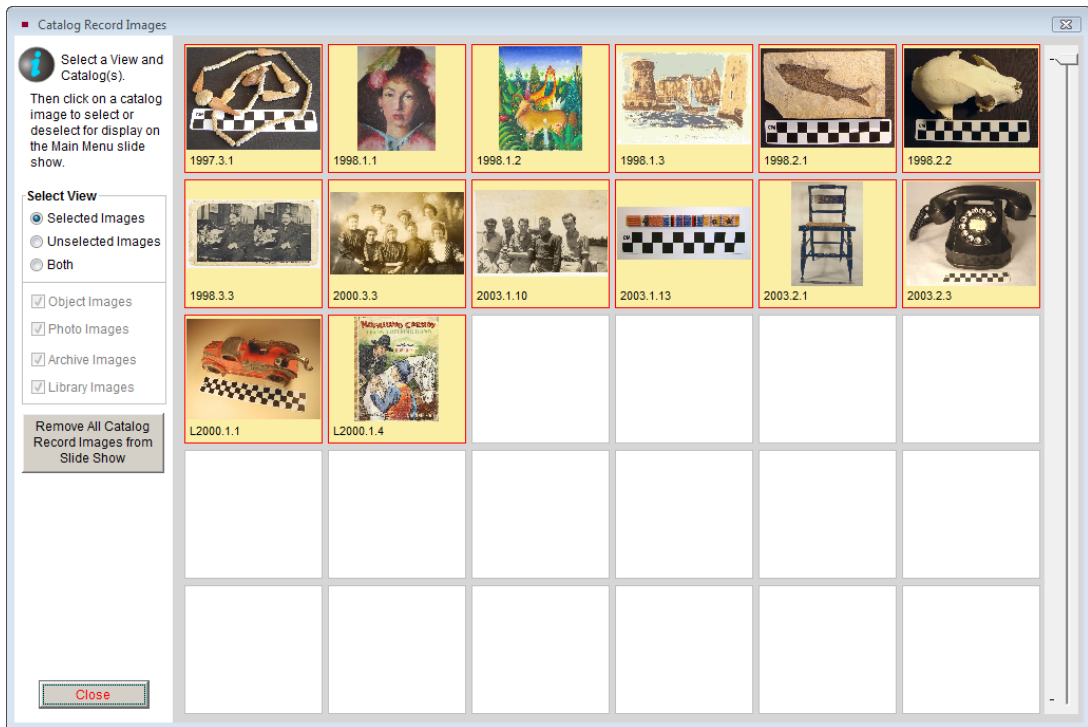 Catalog Record Images
Select a View and
Catalog(s).
Then click on a catalog
image to select or
deselect for display on
the Main Menu slide
show.
Select View
Selected Images
Unselected Images
Both
Object Images
Photo Images
Archive Images
Library Images
Remove All Catalog
Record Images from
Slide Show
Close
1997.3.1
1998.1.1
1998.1.2
1998.1.3
1998.2.1
1998.2.2
1998.3.3
2000.3.3
2003.1.10
2003.1.13
2003.2.1
2003.2.3
L2000.1.1
L2000.1.4